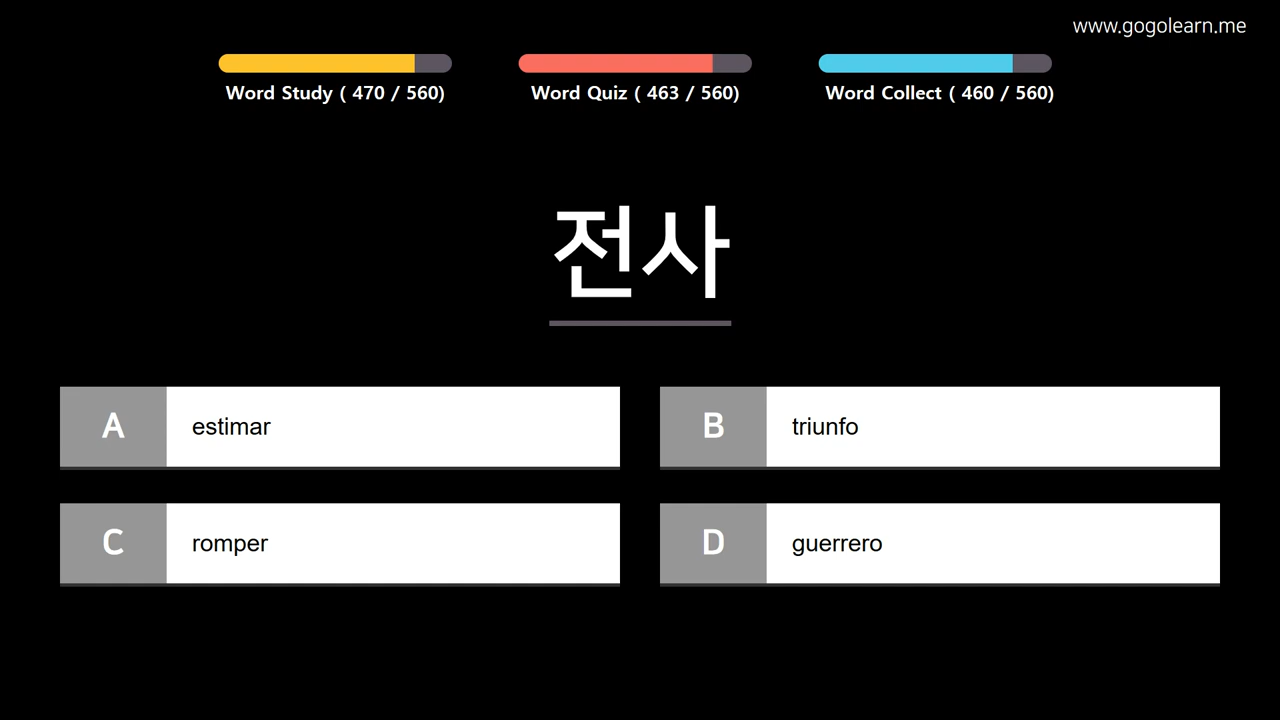 www.gogolearn.me
Word Study ( 470 / 560)
Word Quiz ( 463 / 560)
Word Collect ( 460 / 560)
전사
A estimar
B triunfo
C romper
D guerrero